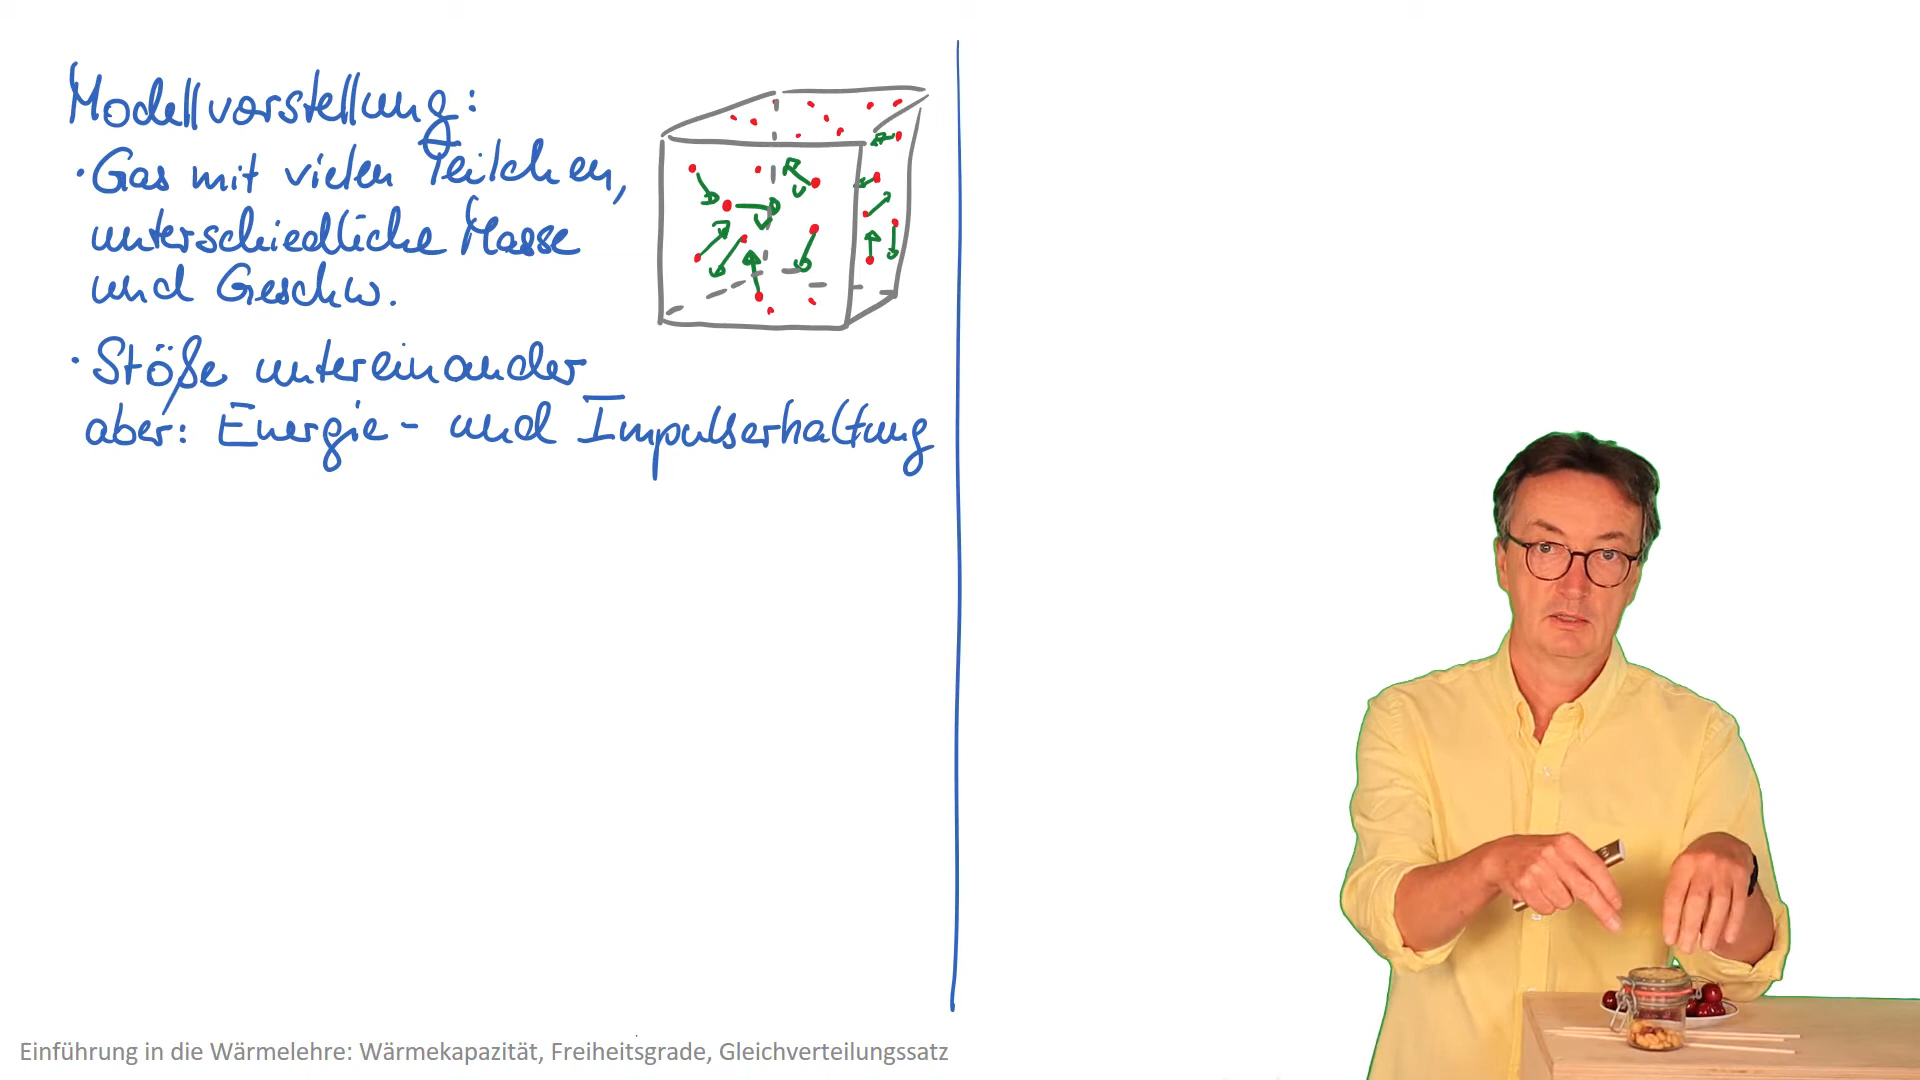 Modellvorstellung:
· Gas mit vielen Teilchen,
unterschiedliche Masse
und Geschw.
· Stöße untereinander
aber: Energie- und Impulserhaltung
Einführung in die Wärmelehre: Wärmekapazität, Freiheitsgrade, Gleichverteilungssatz